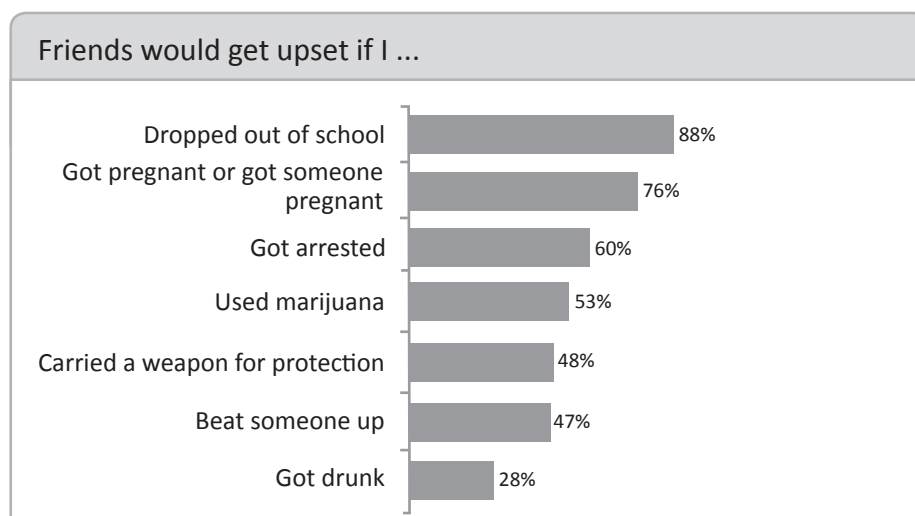 Friends would get upset if I ...
Dropped out of school
88%
Got pregnant or got someone
pregnant
76%
Got arrested
60%
Used marijuana
53%
Carried a weapon for protection
48%
Beat someone up
47%
Got drunk
28%